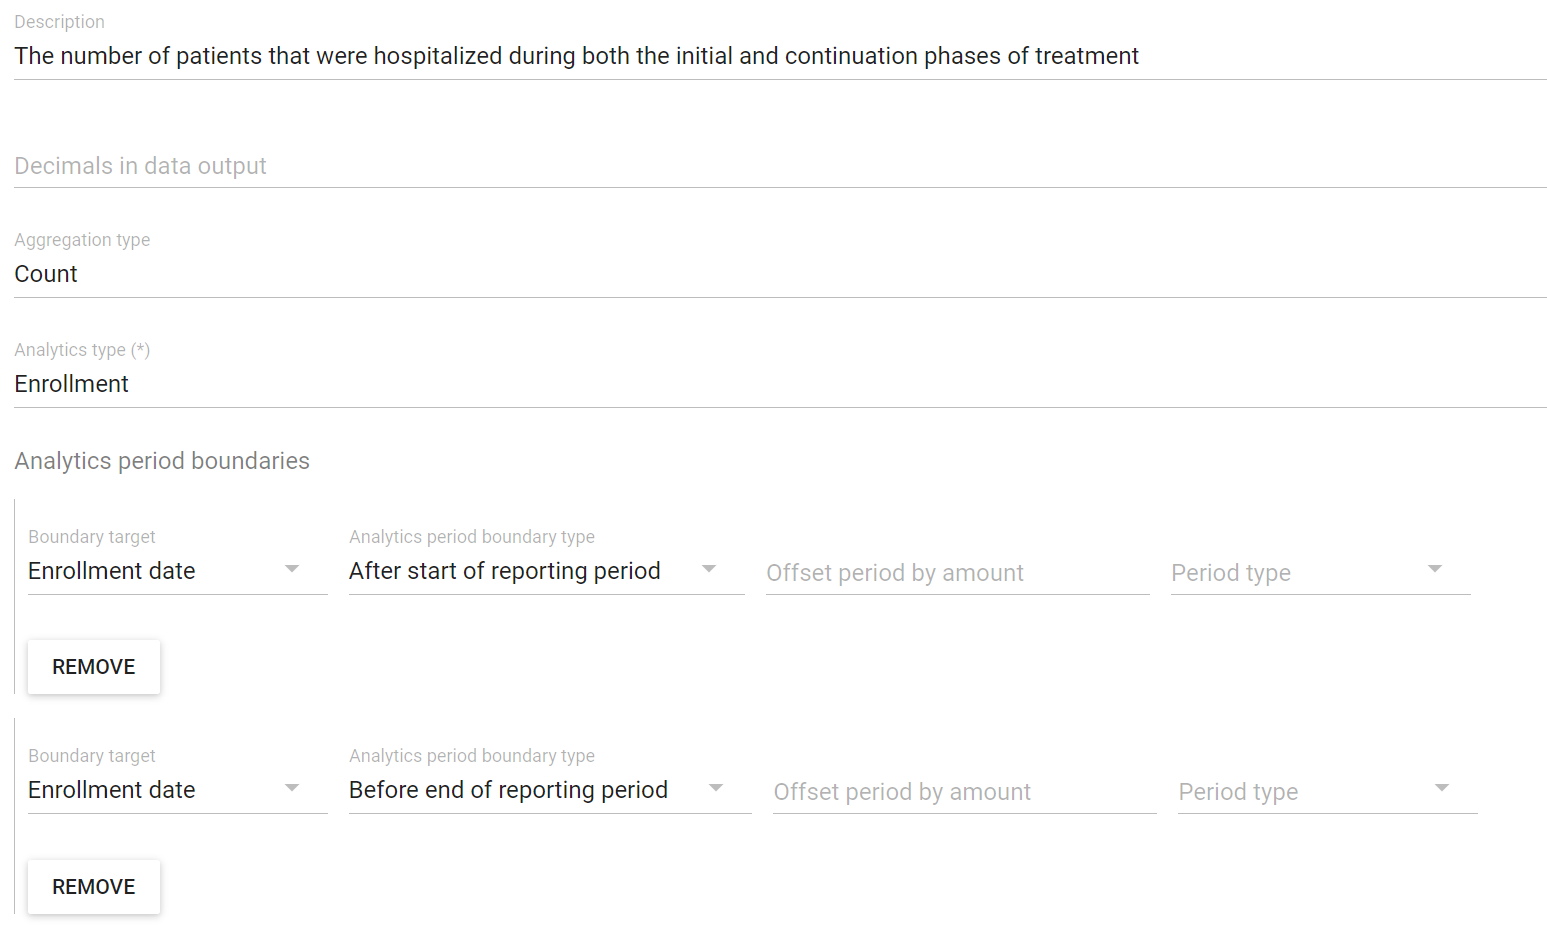 Description
The number of patients that were hospitalized during both the initial and continuation phases of treatment
Decimals in data output
Aggregation type
Count
Analytics type (*)
Enrollment
Analytics period boundaries
Boundary target Analytics period boundary type
Enrollment date After start of reporting period Offset period by amount Period type
REMOVE
Boundary target Analytics period boundary type
Enrollment date Before end of reporting period Offset period by amount Period type
REMOVE